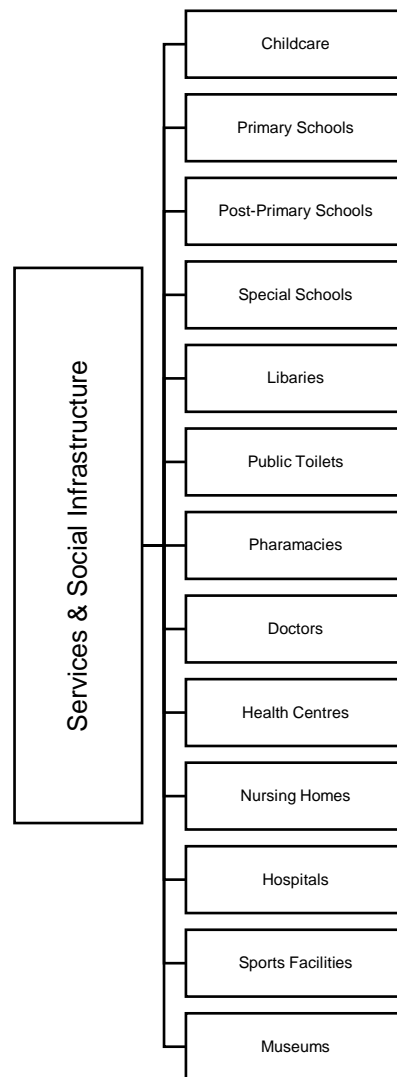 Services & Social Infrastructure
Childcare
Primary Schools
Post-Primary Schools
Special Schools
Libaries
Public Toilets
Pharamacies
Doctors
Health Centres
Nursing Homes
Hospitals
Sports Facilities
Museums